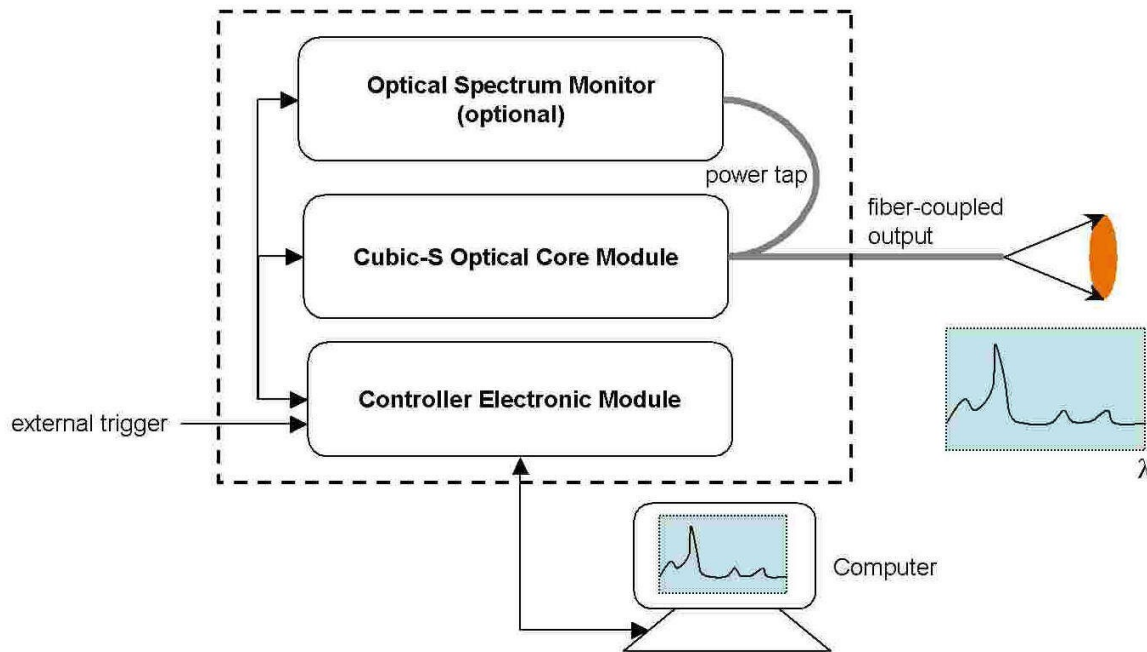 Optical Spectrum Monitor
(optional)
power tap
fiber-coupled
output
Cubic-S Optical Core Module
Controller Electronic Module
external trigger
λ
Computer